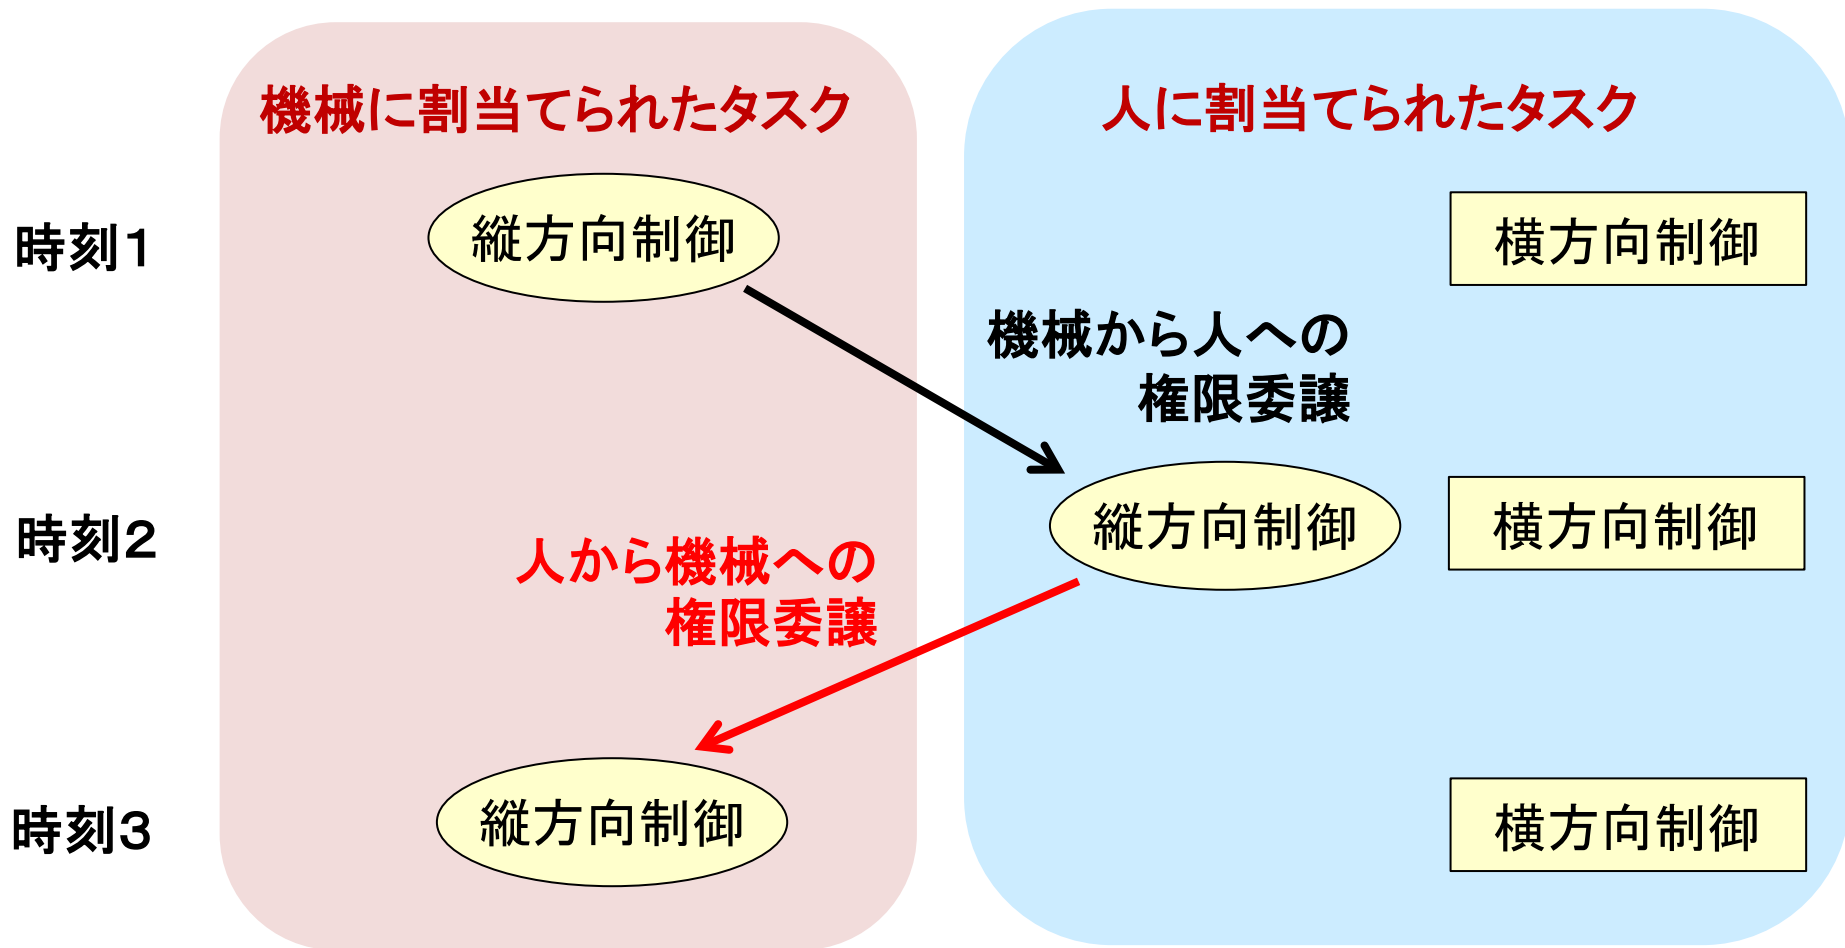 機械に割当てられたタスク
人に割当てられたタスク
時刻1
縦方向制御
横方向制御
機械から人への
権限委譲
時刻2
縦方向制御
横方向制御
人から機械への
権限委譲
時刻3
縦方向制御
横方向制御